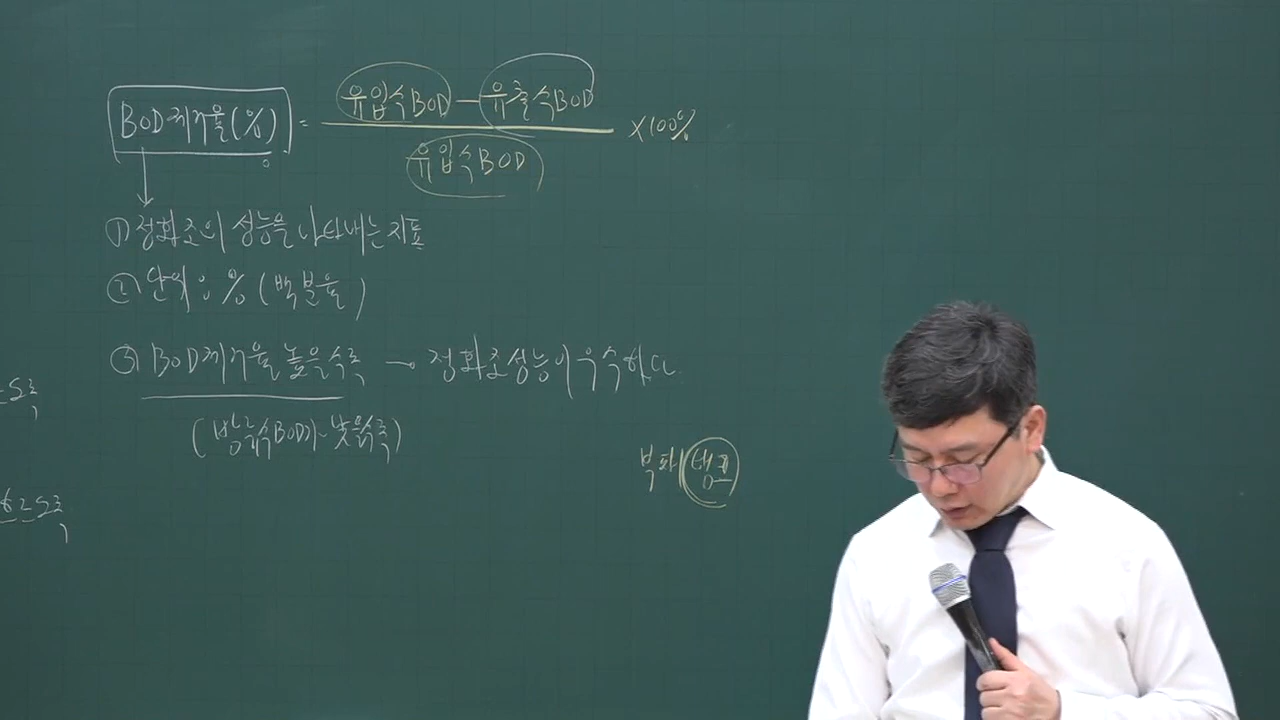 유입수BOD - 유출수BOD
BOD제거율(%) = ×100%
유입수BOD
① 정화조의 성능을 나타내는 지표
② 단위 : % (백분율)
③ BOD제거율 높을수록 → 정화조성능이 우수하다.
(방류수BOD가 낮을수록)
부패